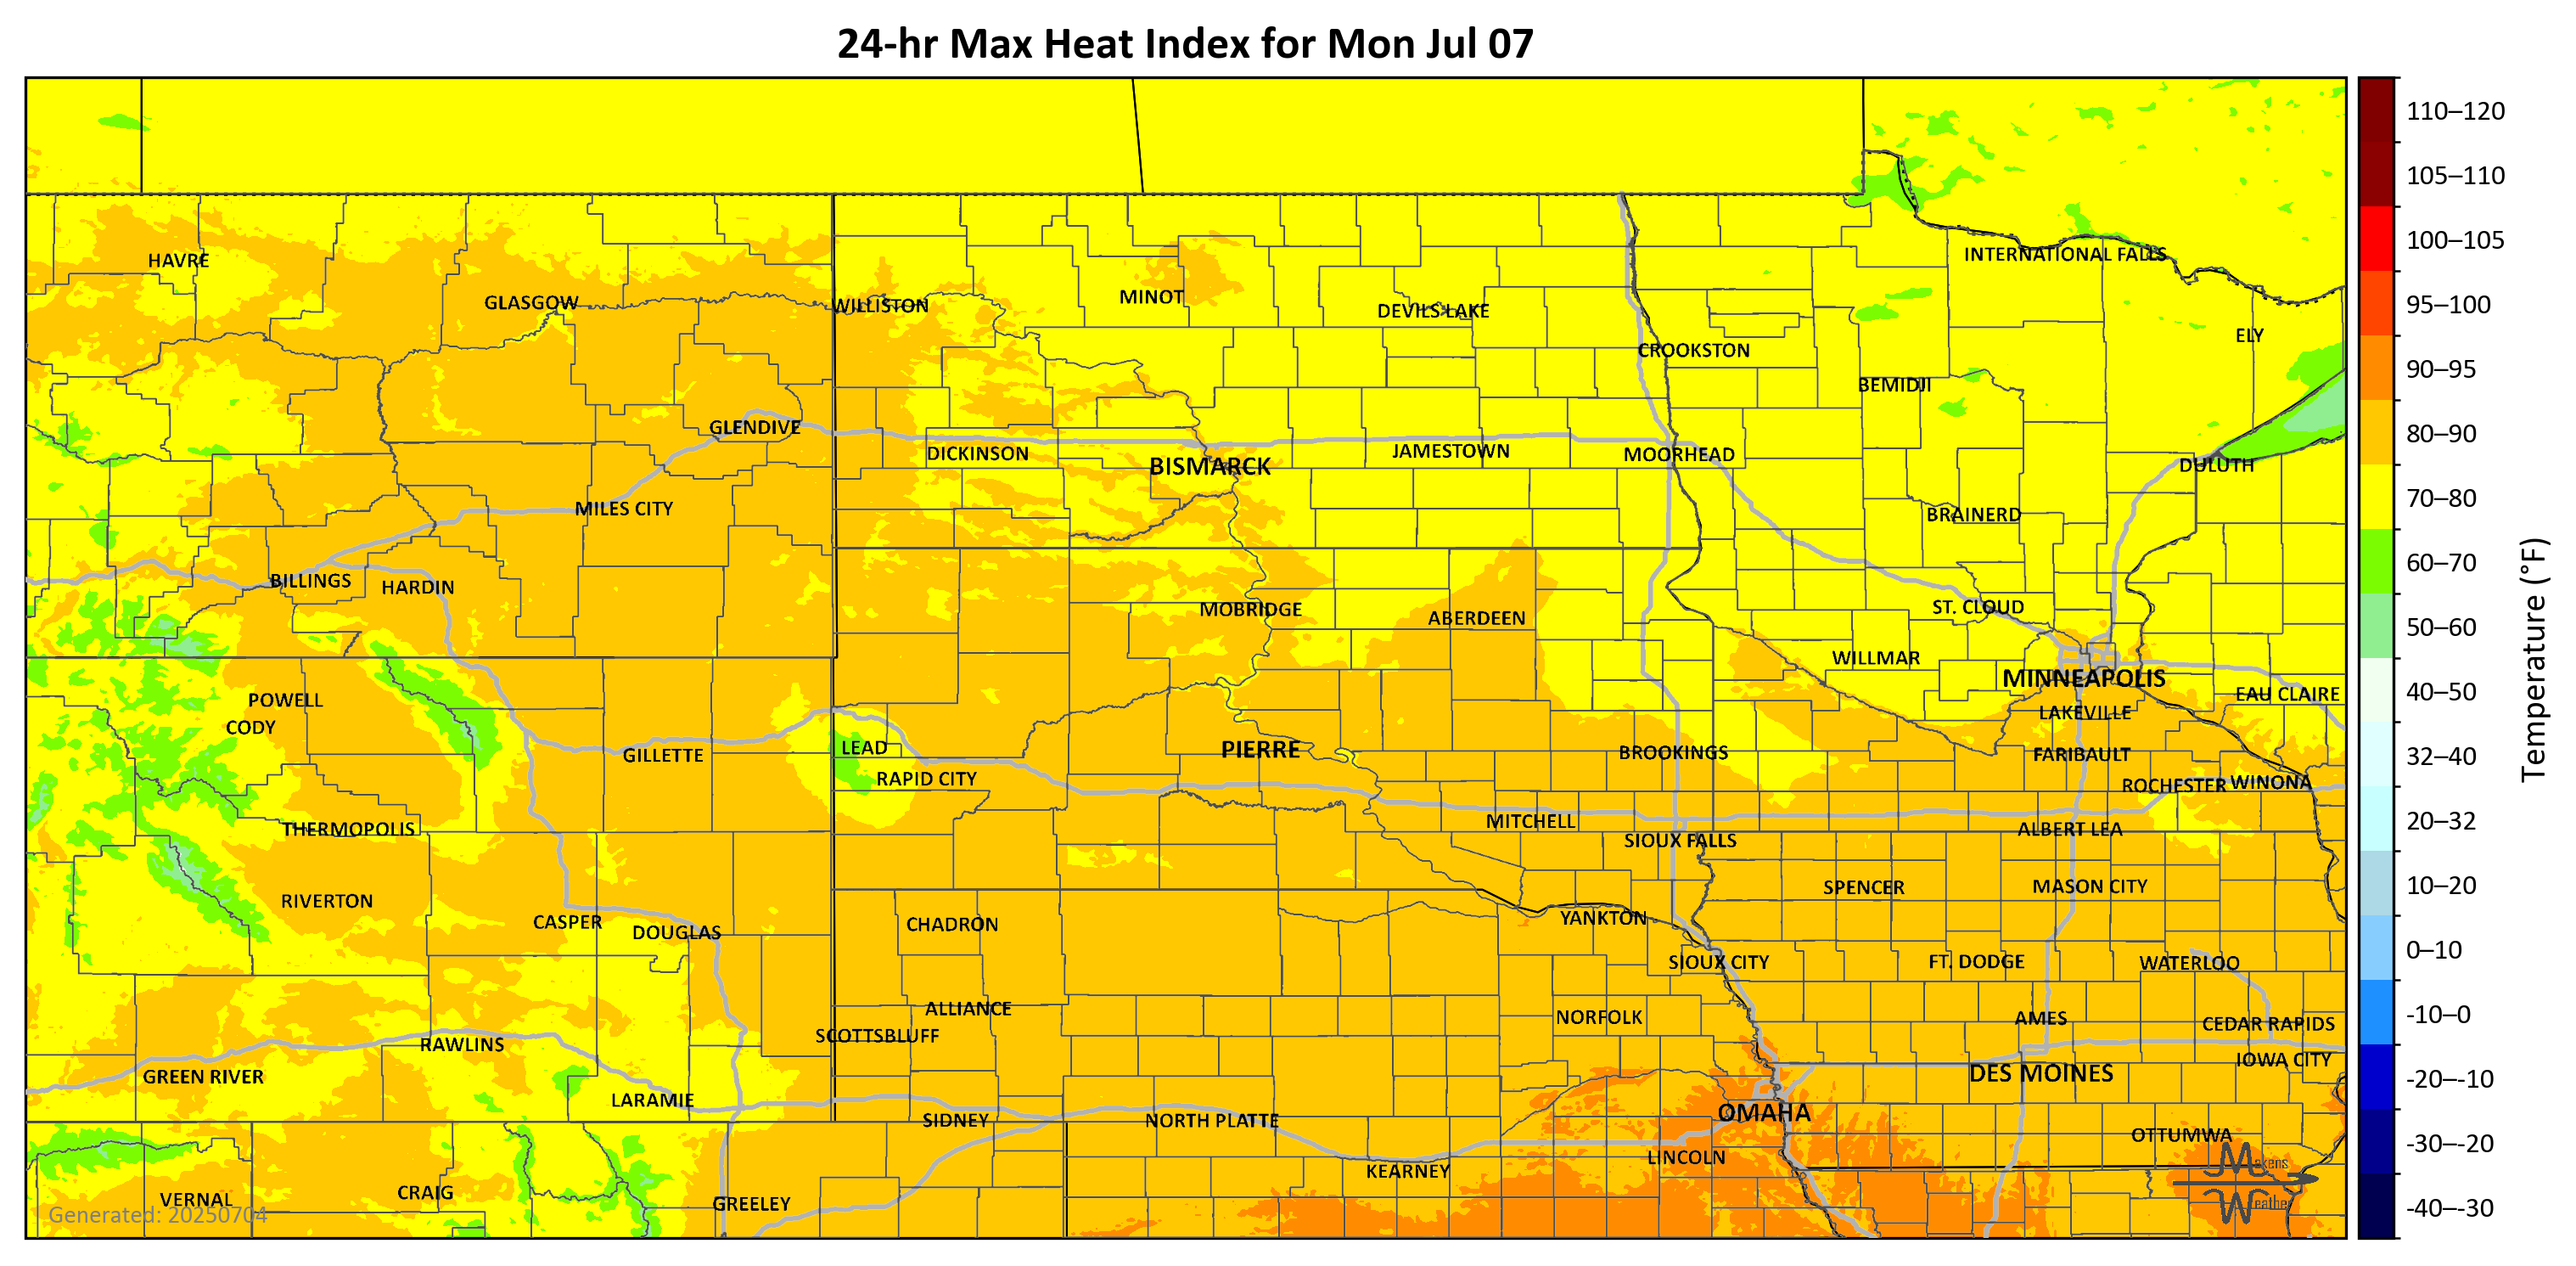 24-hr Max Heat Index for Mon Jul 07
110–120
105–110
100–105
95–100
90–95
80–90
70–80
60–70
50–60
40–50
32–40
20–32
10–20
0–10
-10–0
-20–-10
-30–-20
-40–-30
Temperature (°F)
HAVRE
INTERNATIONAL FALLS
GLASGOW
WILLISTON
MINOT
DEVILS LAKE
ELY
CROOKSTON
BEMIDJI
GLENDIVE
DICKINSON
BISMARCK
JAMESTOWN
MOORHEAD
DULUTH
MILES CITY
BRAINERD
BILLINGS
HARDIN
MOBRIDGE
ABERDEEN
ST. CLOUD
WILLMAR
MINNEAPOLIS
EAU CLAIRE
POWELL
CODY
LAKEVILLE
GILLETTE
LEAD
PIERRE
BROOKINGS
FARIBAULT
RAPID CITY
ROCHESTER
WINONA
THERMOPOLIS
MITCHELL
SIOUX FALLS
ALBERT LEA
RIVERTON
SPENCER
MASON CITY
CASPER
DOUGLAS
CHADRON
YANKTON
SIOUX CITY
FT. DODGE
WATERLOO
ALLIANCE
NORFOLK
AMES
CEDAR RAPIDS
SCOTTSBLUFF
RAWLINS
IOWA CITY
GREEN RIVER
DES MOINES
LARAMIE
SIDNEY
NORTH PLATTE
OMAHA
OTTUMWA
LINCOLN
KEARNEY
VERNAL
CRAIG
GREELEY
Generated: 20250704
Makens
Weather